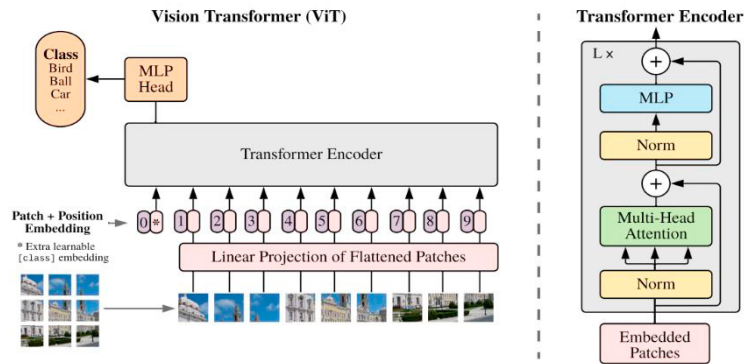 Vision Transformer (ViT)
Class
Bird
Ball
Car
...
MLP
Head
Transformer Encoder
Patch + Position
Embedding
* Extra learnable
[class] embedding
0 *
1
2
3
4
5
6
7
8
9
Linear Projection of Flattened Patches
Transformer Encoder
L ×
+
MLP
Norm
+
Multi-Head
Attention
Norm
Embedded
Patches